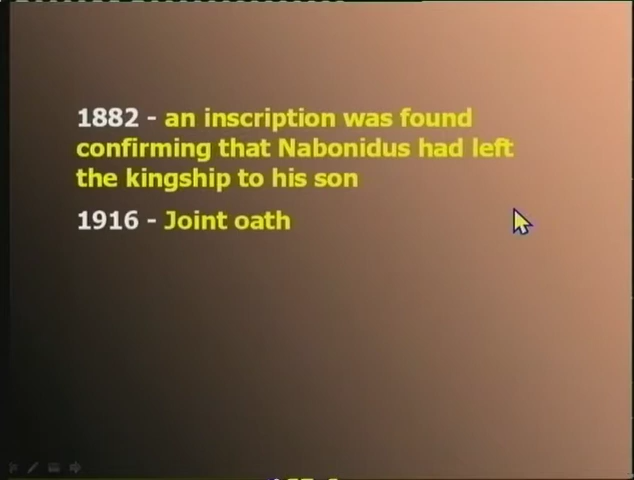 1882 - an inscription was found
confirming that Nabonidus had left
the kingship to his son
1916 - Joint oath